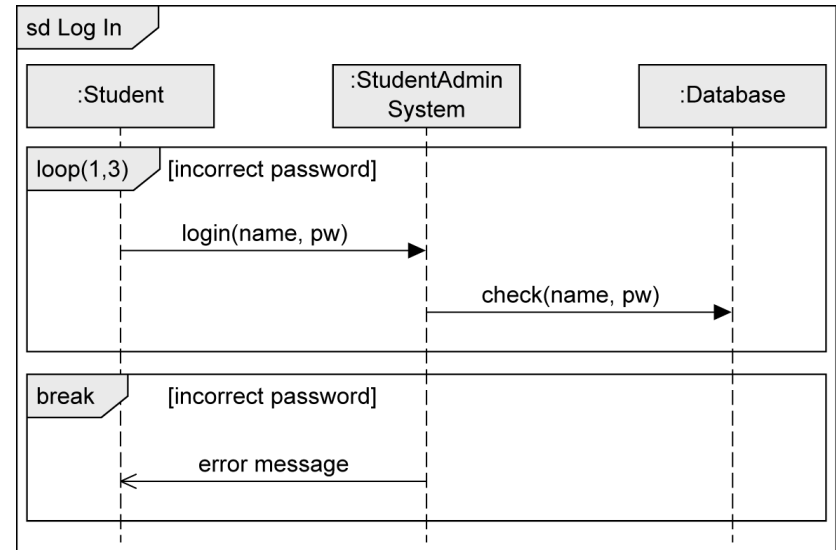 sd Log In
:Student
:StudentAdmin
System
:Database
loop(1,3)
[incorrect password]
login(name, pw)
check(name, pw)
break
[incorrect password]
error message